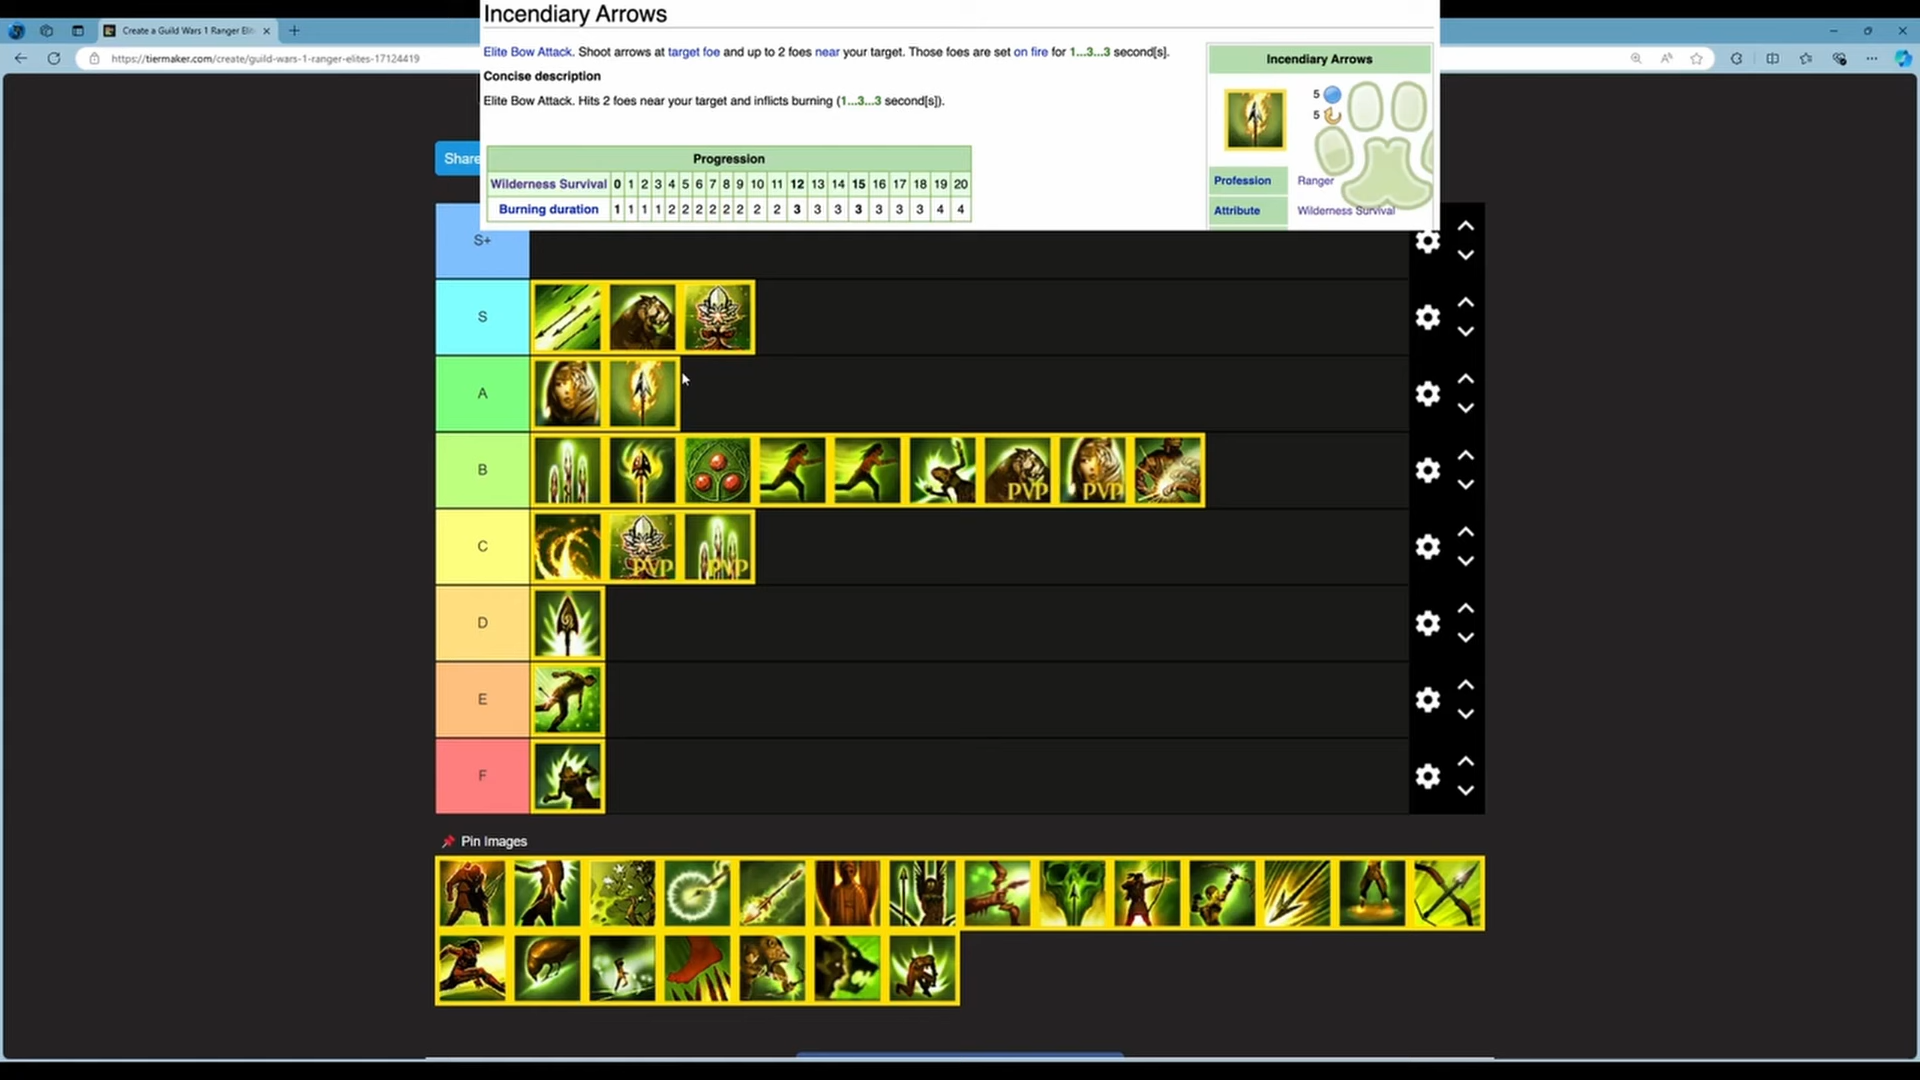 Incendiary Arrows
Create a Guild Wars 1 Ranger Elit
https://tiermaker.com/create/guild-wars-1-ranger-elites-17124419
Elite Bow Attack. Shoot arrows at target foe and up to 2 foes near your target. Those foes are set on fire for 1...3...3 second[s].
Concise description
Elite Bow Attack. Hits 2 foes near your target and inflicts burning (1...3...3 second[s]).
Incendiary Arrows
5
5
Profession Ranger
Attribute Wilderness Survival
Share
Progression
Wilderness Survival 0 1 2 3 4 5 6 7 8 9 10 11 12 13 14 15 16 17 18 19 20
Burning duration 1 1 1 1 2 2 2 2 2 2 2 2 3 3 3 3 3 3 3 4 4
S+
S
A
B
PVP PVP
C
PVP PVP
D
E
F
Pin Images